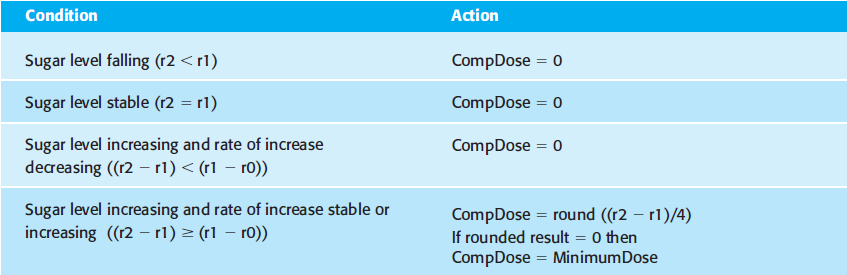 Condition Action
Sugar level falling (r2 < r1) CompDose = 0
Sugar level stable (r2 = r1) CompDose = 0
Sugar level increasing and rate of increase CompDose = 0
decreasing ((r2 − r1) < (r1 − r0))
Sugar level increasing and rate of increase stable or
increasing ((r2 − r1) ≥ (r1 − r0))
CompDose = round ((r2 − r1)/4)
If rounded result = 0 then
CompDose = MinimumDose